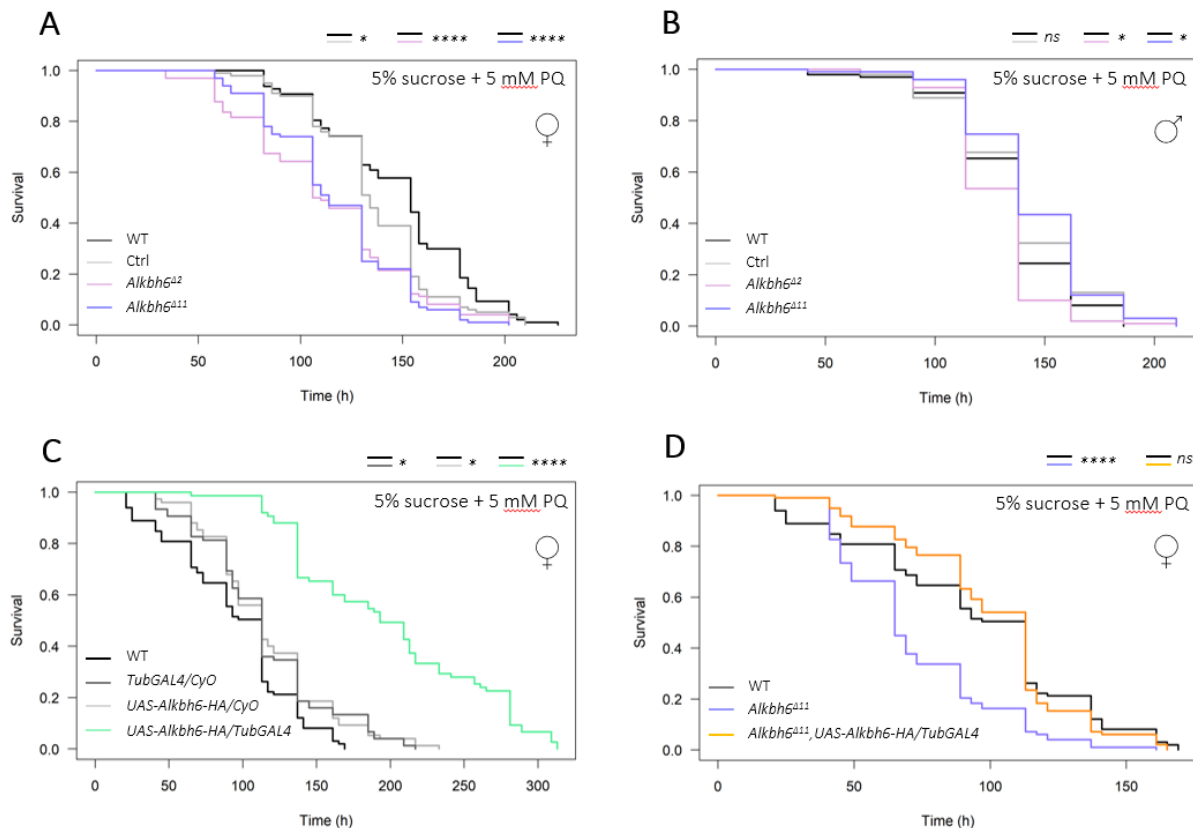 A
* **** ****
5% sucrose + 5 mM PQ
♀
Survival
1.0
0.8
0.6
0.4
0.2
0.0
WT
Ctrl
Alkbh6Δ2
Alkbh6Δ11
0 50 100 150 200
Time (h)
B
ns * *
5% sucrose + 5 mM PQ
♂
Survival
1.0
0.8
0.6
0.4
0.2
0.0
WT
Ctrl
Alkbh6Δ2
Alkbh6Δ11
0 50 100 150 200
Time (h)
C
* * ****
5% sucrose + 5 mM PQ
♀
Survival
1.0
0.8
0.6
0.4
0.2
0.0
WT
TubGAL4/CyO
UAS-Alkbh6-HA/CyO
UAS-Alkbh6-HA/TubGAL4
0 50 100 150 200 250 300
Time (h)
D
**** ns
5% sucrose + 5 mM PQ
♀
Survival
1.0
0.8
0.6
0.4
0.2
0.0
WT
Alkbh6Δ11
Alkbh6Δ11,UAS-Alkbh6-HA/TubGAL4
0 50 100 150
Time (h)